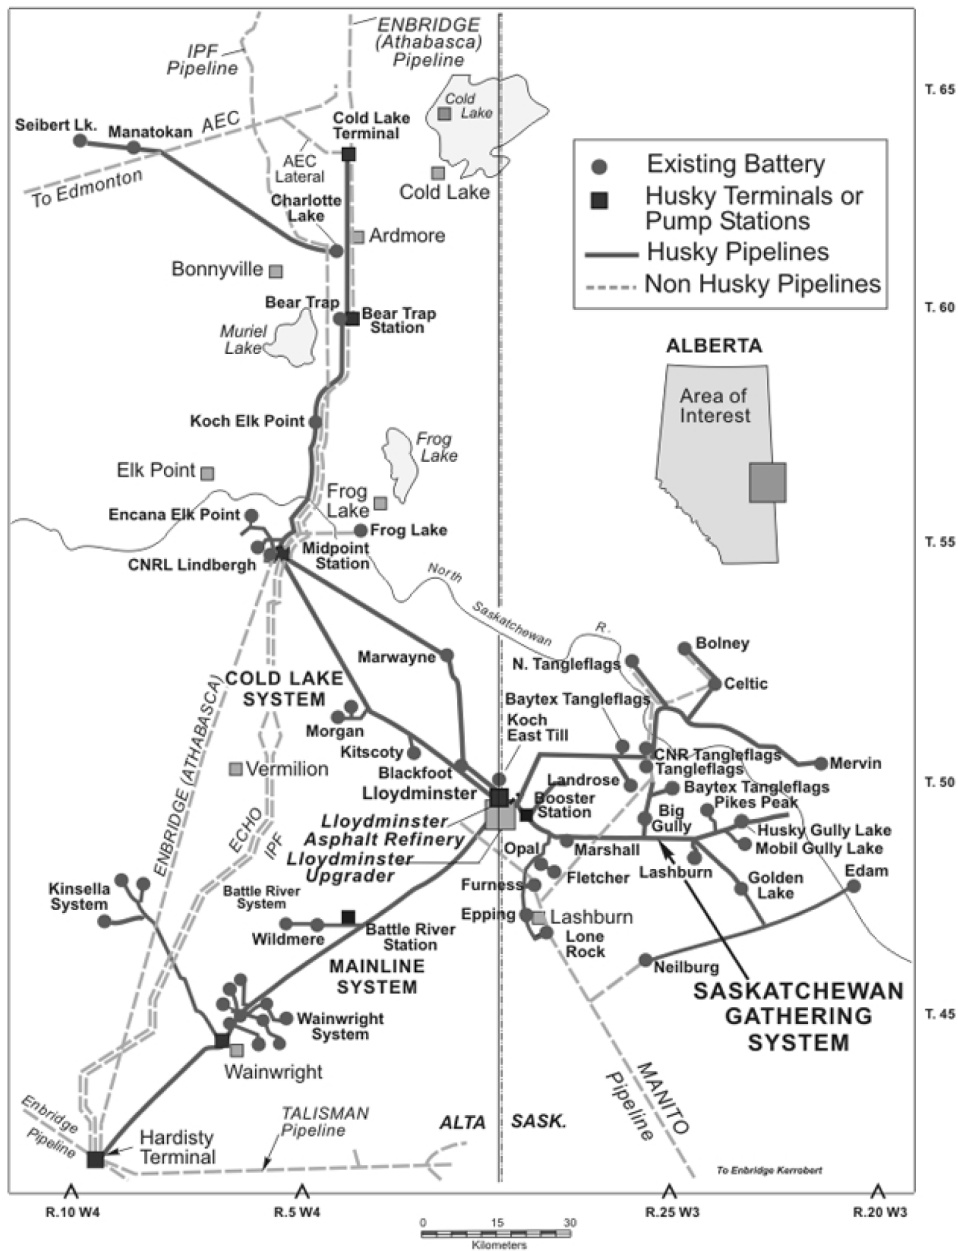 ENBRIDGE
(Athabasca)
Pipeline
IPF
Pipeline
T. 65
Cold
Lake
Seibert Lk.
Manatokan
AEC
Cold Lake
Terminal
AEC
Lateral
To Edmonton
Cold Lake
Charlotte
Lake
Ardmore
Bonnyville
Existing Battery
Husky Terminals or
Pump Stations
Husky Pipelines
Non Husky Pipelines
T. 60
Bear Trap
Bear Trap
Station
Muriel
Lake
ALBERTA
Area of
Interest
Koch Elk Point
Frog
Lake
Elk Point
Frog
Lake
Encana Elk Point
Frog Lake
T. 55
CNRL Lindbergh
Midpoint
Station
North
Saskatchewan
R.
Marwayne
N. Tangleflags
Bolney
Celtic
COLD LAKE
SYSTEM
Baytex Tangleflags
Koch
East Till
Morgan
Kitscoty
ENBRIDGE (ATHABASCA)
Vermilion
Blackfoot
CNR Tangleflags
Tangleflags
Mervin
T. 50
Lloydminster
Landrose
Booster
Station
Baytex Tangleflags
Pikes Peak
Big
Gully
Husky Gully Lake
Mobil Gully Lake
Lloydminster
Asphalt Refinery
Lloydminster
Upgrader
ECHO
IPF
Opal
Marshall
Fletcher
Lashburn
Edam
Golden
Lake
Kinsella
System
Battle River
System
Furness
Epping
Lashburn
Wildmere
Battle River
Station
Lone
Rock
Neilburg
MAINLINE
SYSTEM
SASKATCHEWAN
GATHERING
SYSTEM
Wainwright
System
T. 45
Wainwright
MANITO
Pipeline
Enbridge
Pipeline
Hardisty
Terminal
TALISMAN
Pipeline
ALTA
SASK.
To Enbridge Kerrobert
R.10 W4
R.5 W4
R.25 W3
R.20 W3
0 15 30
Kilometers